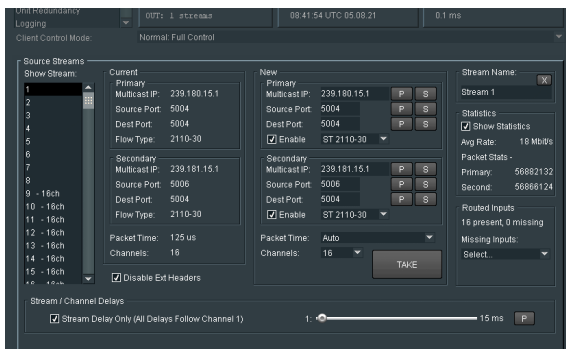 Unit Redundancy
Logging
OUT: 1 streams
08:41:54 UTC 05.08.21
0.1 ms
Client Control Mode:
Normal: Full Control
Source Streams
Show Stream:
1
2
3
4
5
6
7
8
9 - 16ch
10 - 16ch
11 - 16ch
12 - 16ch
13 - 16ch
14 - 16ch
15 - 16ch
16 - 16ch
Current
Primary
Multicast IP: 239.180.15.1
Source Port: 5004
Dest Port: 5004
Flow Type: 2110-30
Secondary
Multicast IP: 239.181.15.1
Source Port: 5006
Dest Port: 5004
Flow Type: 2110-30
Packet Time: 125 us
Channels: 16
Disable Ext Headers
New
Primary
Multicast IP: 239.180.15.1 P S
Source Port: 5004 P S
Dest Port: 5004 P S
Enable ST 2110-30
Secondary
Multicast IP: 239.181.15.1 P S
Source Port: 5006 P S
Dest Port: 5004 P S
Enable ST 2110-30
Packet Time: Auto
Channels: 16
TAKE
Stream Name:
X
Stream 1
Statistics
Show Statistics
Avg Rate: 18 Mbit/s
Packet Stats -
Primary: 56882132
Second: 56866124
Routed Inputs
16 present, 0 missing
Missing Inputs:
Select...
Stream / Channel Delays
Stream Delay Only (All Delays Follow Channel 1)
1:
15 ms
P